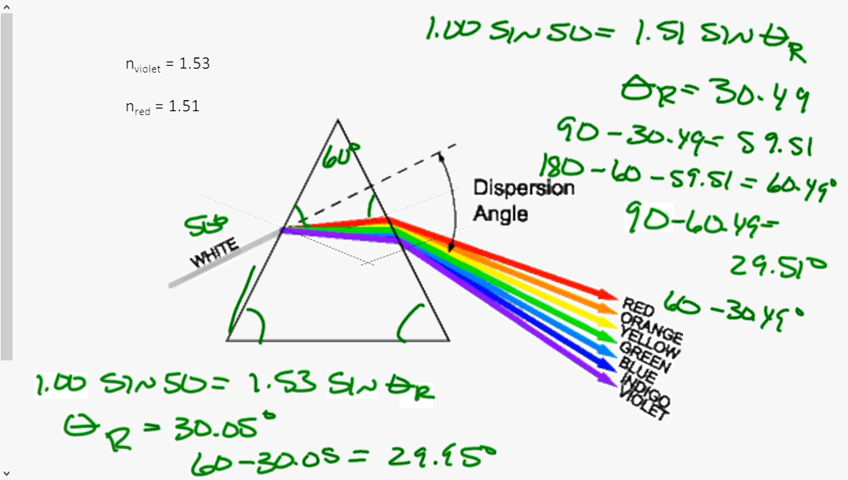 1.00 SIN 50 = 1.51 SIN θR
nviolet = 1.53
θR = 30.49
nred = 1.51
90 - 30.49 = 59.51
60°
180 - 60 - 59.51 = 60.49°
Dispersion
Angle
50°
WHITE
90 - 60.49 =
29.51°
60 - 30.49°
RED
ORANGE
YELLOW
GREEN
BLUE
INDIGO
VIOLET
1.00 SIN 50 = 1.53 SIN θR
θR = 30.05°
60 - 30.05 = 29.95°